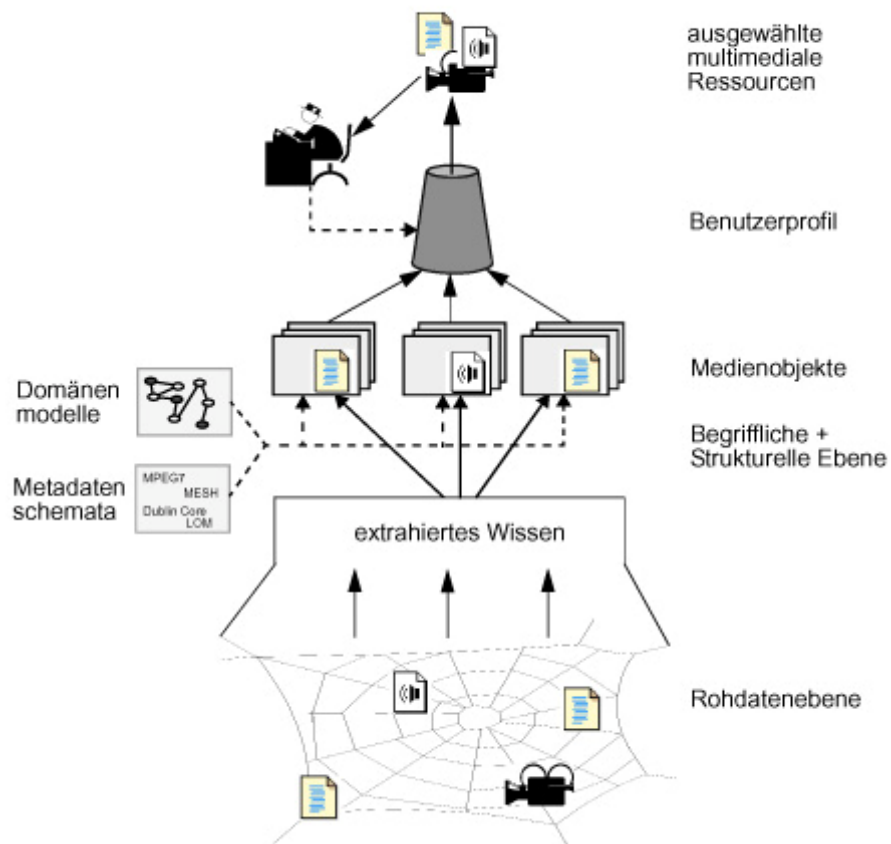 ausgewählte
multimediale
Ressourcen
Benutzerprofil
Medienobjekte
Domänen
modelle
Begriffliche +
Strukturelle Ebene
Metadaten
schemata
MPEG7
MESH
Dublin Core
LOM
extrahiertes Wissen
Rohdatenebene